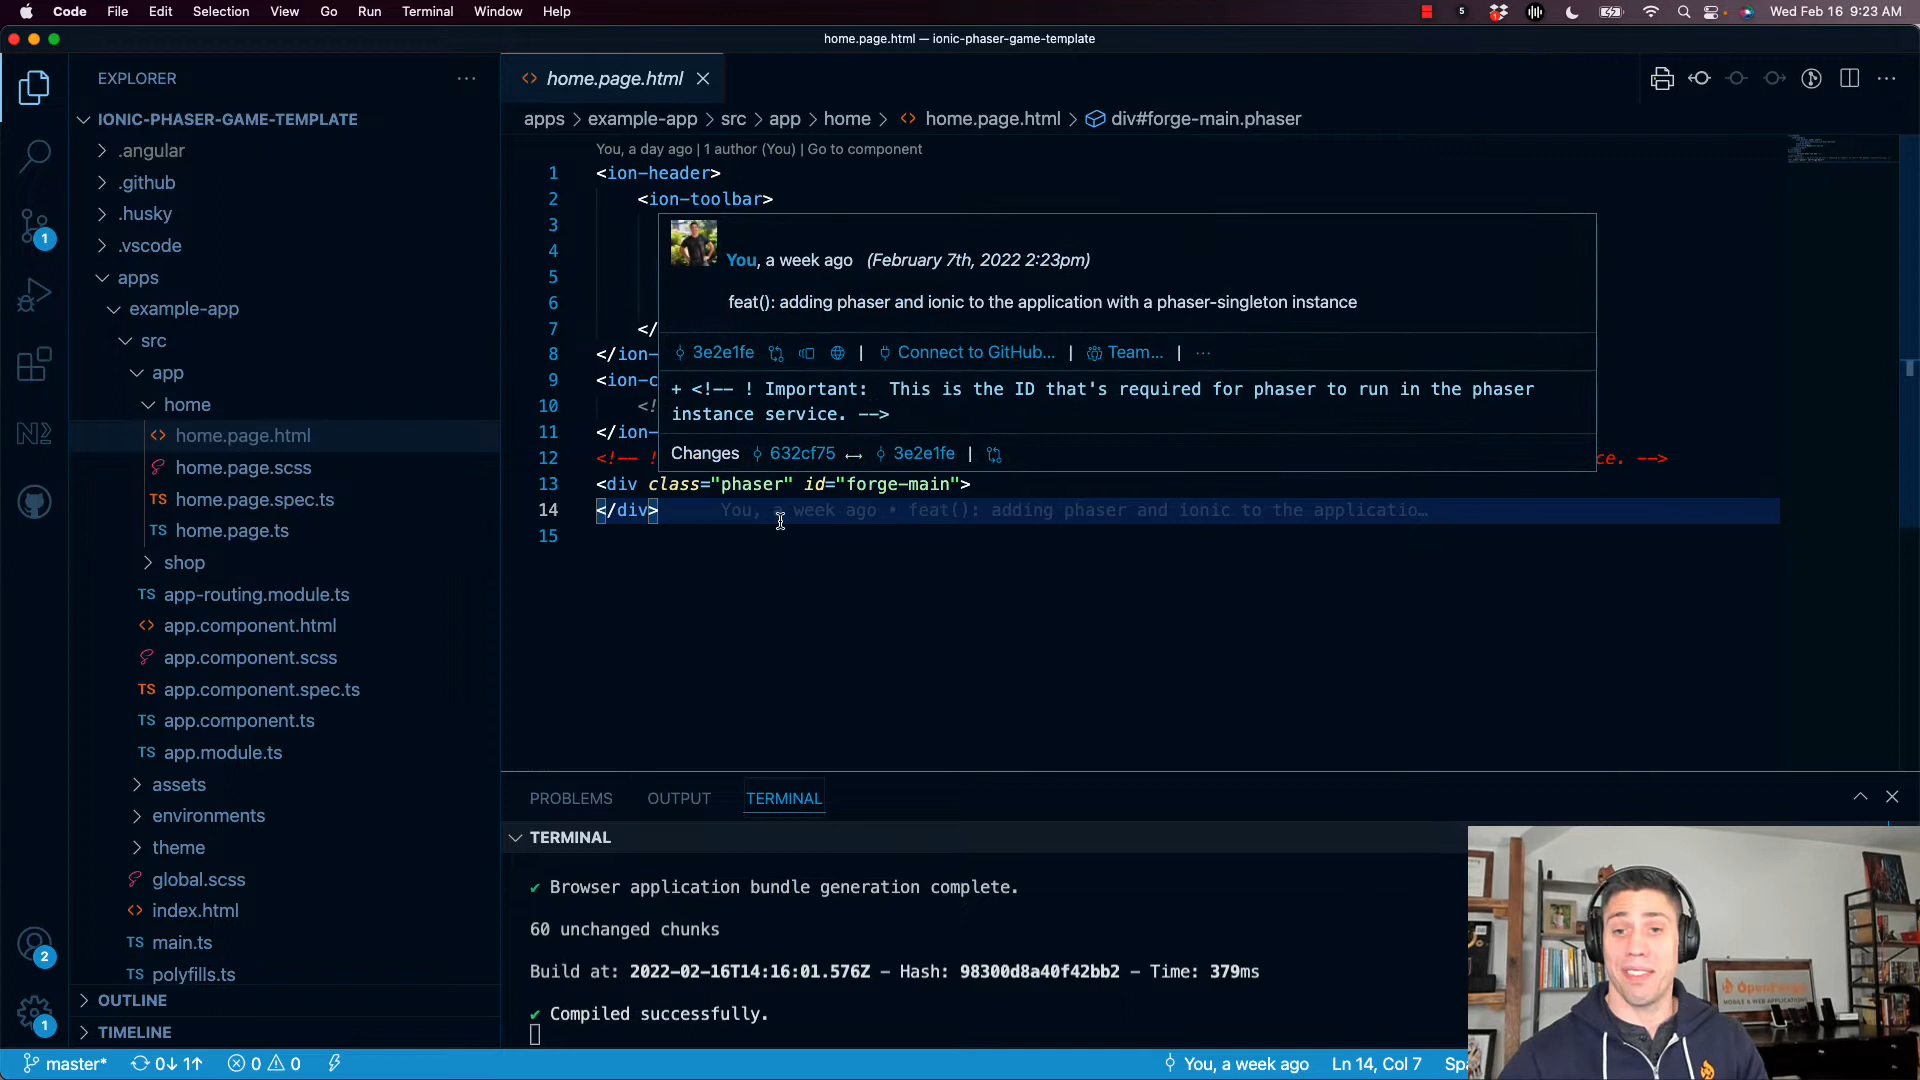 Code File Edit Selection View Go Run Terminal Window Help
5 1 Wed Feb 16 9:23 AM
home.page.html — ionic-phaser-game-template
EXPLORER
IONIC-PHASER-GAME-TEMPLATE
.angular
.github
.husky
.vscode
apps
example-app
src
app
home
home.page.html
home.page.scss
TS home.page.spec.ts
TS home.page.ts
shop
TS app-routing.module.ts
app.component.html
app.component.scss
TS app.component.spec.ts
TS app.component.ts
TS app.module.ts
assets
environments
theme
global.scss
index.html
TS main.ts
TS polyfills.ts
OUTLINE
TIMELINE
1
2
1
home.page.html
apps > example-app > src > app > home > home.page.html > div#forge-main.phaser
You, a day ago | 1 author (You) | Go to component
1 <ion-header>
2 <ion-toolbar>
3
4
5
6
7 </
8 </ion-
9 <ion-c
10 <!
11 </ion-
12 <!-- ! ce. -->
13 <div class="phaser" id="forge-main">
14 </div> You, a week ago • feat(): adding phaser and ionic to the applicatio…
15
You, a week ago (February 7th, 2022 2:23pm)
feat(): adding phaser and ionic to the application with a phaser-singleton instance
3e2e1fe | Connect to GitHub... | Team... | ...
+ <!-- ! Important: This is the ID that's required for phaser to run in the phaser
instance service. -->
Changes 632cf75 ↔ 3e2e1fe |
PROBLEMS OUTPUT TERMINAL
TERMINAL
✔ Browser application bundle generation complete.
60 unchanged chunks
Build at: 2022-02-16T14:16:01.576Z - Hash: 98300d8a40f42bb2 - Time: 379ms
✔ Compiled successfully.
OpenForge
MOBILE & WEB APPLICATIONS
master* 0↓ 1↑ 0 0 You, a week ago Ln 14, Col 7 Spa